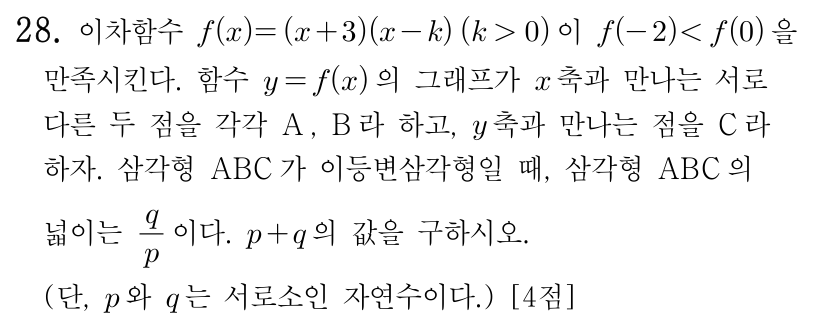 28. 이차함수 f(x)=(x+3)(x-k) (k>0)이 f(-2)<f(0)을
만족시킨다. 함수 y=f(x)의 그래프가 x축과 만나는 서로
다른 두 점을 각각 A, B라 하고, y축과 만나는 점을 C라
하자. 삼각형 ABC가 이등변삼각형일 때, 삼각형 ABC의
넓이는 q/p이다. p+q의 값을 구하시오.
(단, p와 q는 서로소인 자연수이다.) [4점]